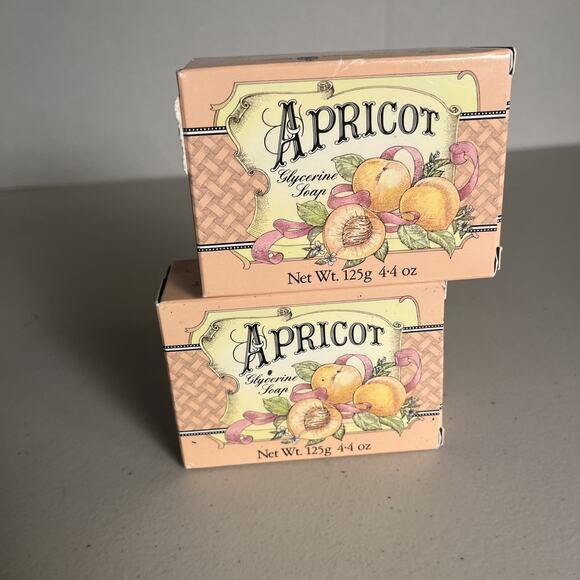 APRICOT
Glycerine
Soap
Net Wt. 125g 4·4 oz
APRICOT
Glycerine
Soap
Net Wt. 125g 4·4 oz